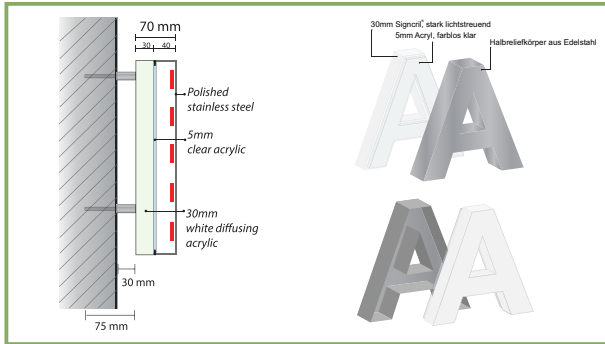 70 mm
30 40
Polished
stainless steel
5mm
clear acrylic
30mm
white diffusing
acrylic
30 mm
75 mm
30mm Signcril®, stark lichtstreuend
5mm Acryl, farblos klar
Halbreliefkörper aus Edelstahl